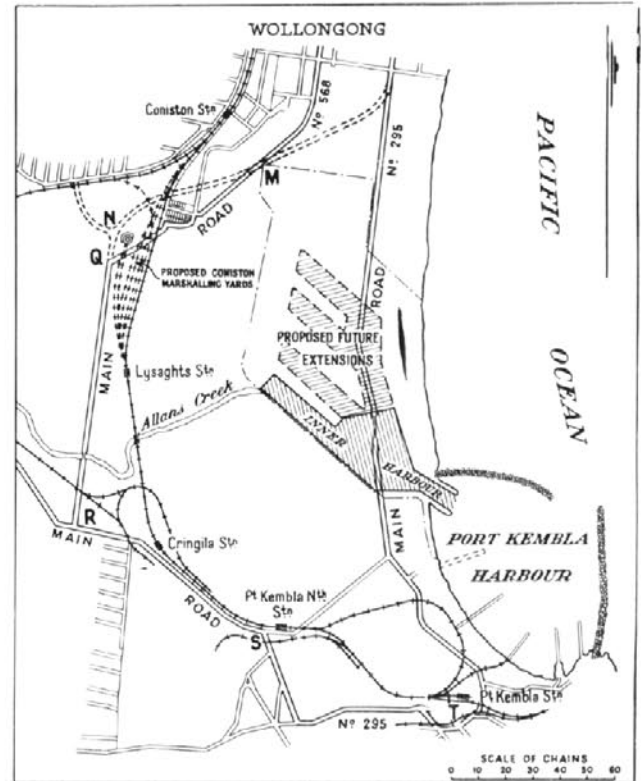 WOLLONGONG
Coniston Stn
Nº 568
Nº 295
PACIFIC
OCEAN
M
N
ROAD
Q
PROPOSED CONISTON
MARSHALLING YARDS
ROAD
PROPOSED FUTURE
EXTENSIONS
MAIN
Lysaghts Stn
Allans Creek
INNER
HARBOUR
R
MAIN
ROAD
Cringila Stn
MAIN
PORT KEMBLA
HARBOUR
Pt Kembla Nth
Stn
S
Pt Kembla Stn
T
Nº 295
SCALE OF CHAINS
0 10 20 30 40 50 60